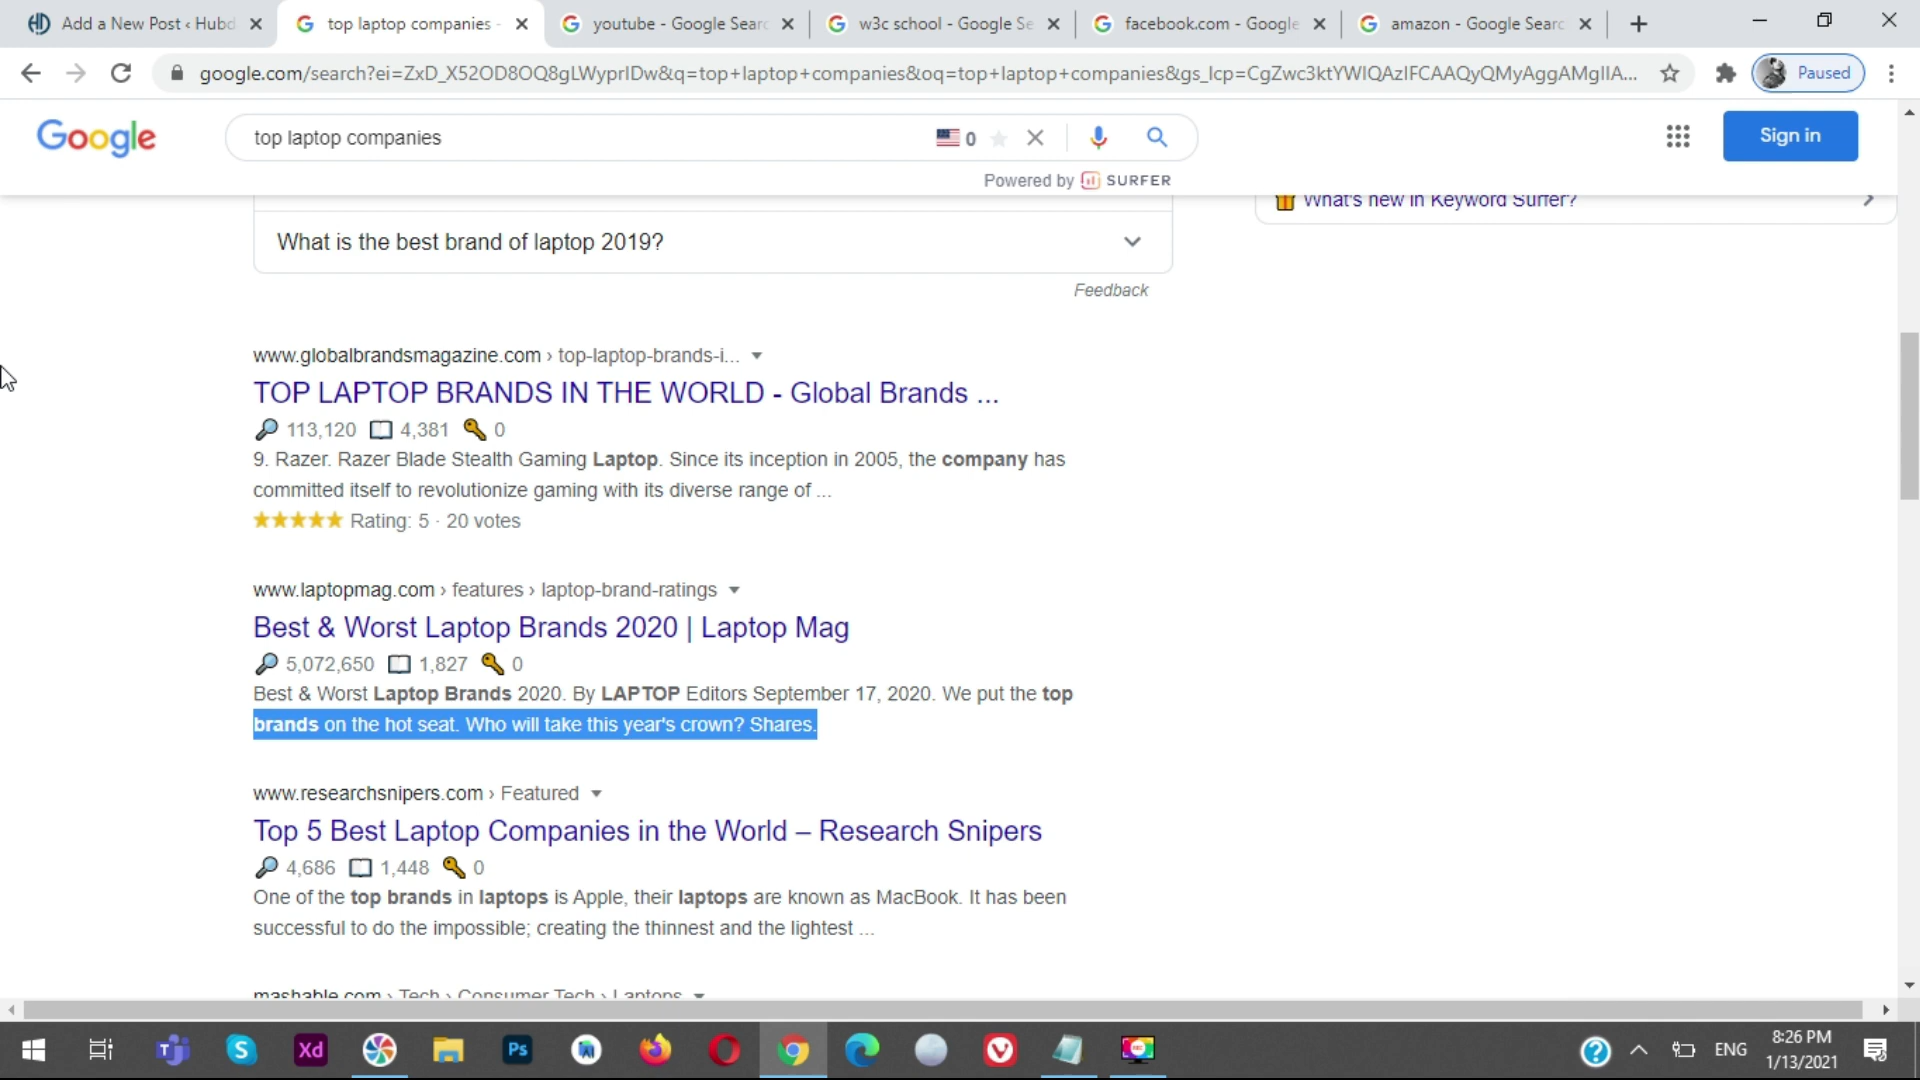 Add a New Post ‹ Hubd
top laptop companies -
youtube - Google Searc
w3c school - Google Se
facebook.com - Google
amazon - Google Searc
google.com/search?ei=ZxD_X52OD8OQ8gLWyprIDw&q=top+laptop+companies&oq=top+laptop+companies&gs_lcp=CgZwc3ktYWIQAzIFCAAQyQMyAggAMgIIA...
Paused
Google
top laptop companies
0
Sign in
Powered by SURFER
What's new in Keyword Surfer?
What is the best brand of laptop 2019?
Feedback
www.globalbrandsmagazine.com › top-laptop-brands-i...
TOP LAPTOP BRANDS IN THE WORLD - Global Brands ...
113,120 4,381 0
9. Razer. Razer Blade Stealth Gaming Laptop. Since its inception in 2005, the company has
committed itself to revolutionize gaming with its diverse range of ...
Rating: 5 · 20 votes
www.laptopmag.com › features › laptop-brand-ratings
Best & Worst Laptop Brands 2020 | Laptop Mag
5,072,650 1,827 0
Best & Worst Laptop Brands 2020. By LAPTOP Editors September 17, 2020. We put the top
brands on the hot seat. Who will take this year's crown? Shares.
www.researchsnipers.com › Featured
Top 5 Best Laptop Companies in the World – Research Snipers
4,686 1,448 0
One of the top brands in laptops is Apple, their laptops are known as MacBook. It has been
successful to do the impossible; creating the thinnest and the lightest ...
mashable.com › Tech › Consumer Tech › Laptops
Xd
Ps
ENG
8:26 PM
1/13/2021